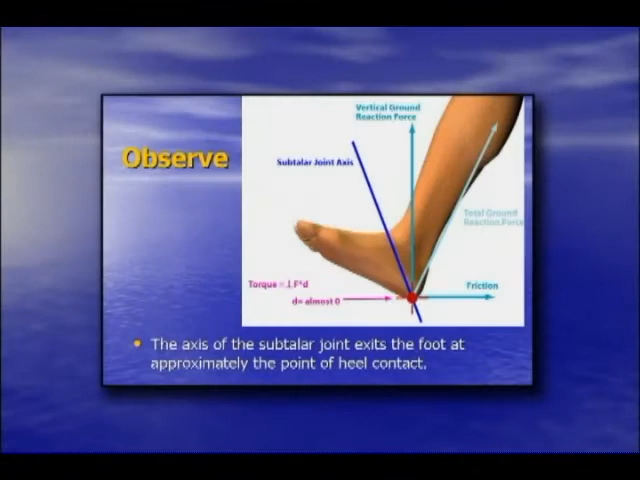 Vertical Ground
Reaction Force
Observe
Subtalar Joint Axis
Total Ground
Reaction Force
Torque = ⊥F*d
Friction
d= almost 0
• The axis of the subtalar joint exits the foot at
approximately the point of heel contact.